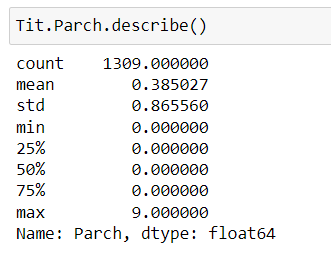 Tit.Parch.describe()
count    1309.000000
mean        0.385027
std         0.865560
min         0.000000
25%         0.000000
50%         0.000000
75%         0.000000
max         9.000000
Name: Parch, dtype: float64